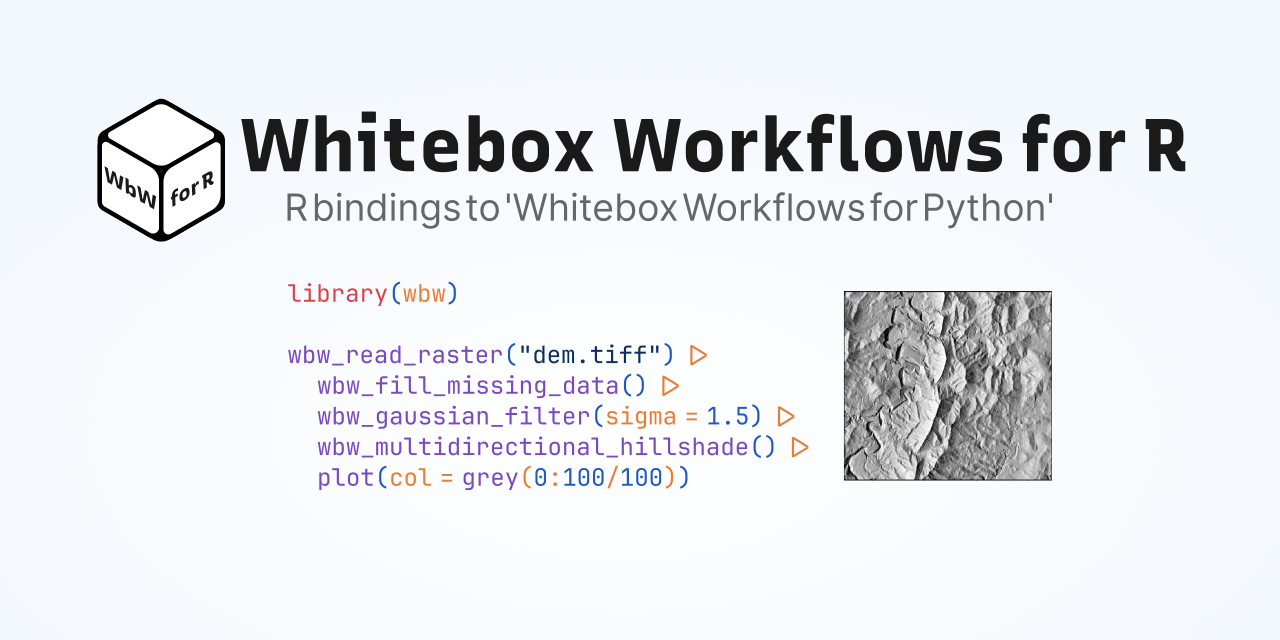 WbW for R
Whitebox Workflows for R
R bindings to 'Whitebox Workflows for Python'
library(wbw)
wbw_read_raster("dem.tiff") |>
wbw_fill_missing_data() |>
wbw_gaussian_filter(sigma = 1.5) |>
wbw_multidirectional_hillshade() |>
plot(col = grey(0:100/100))